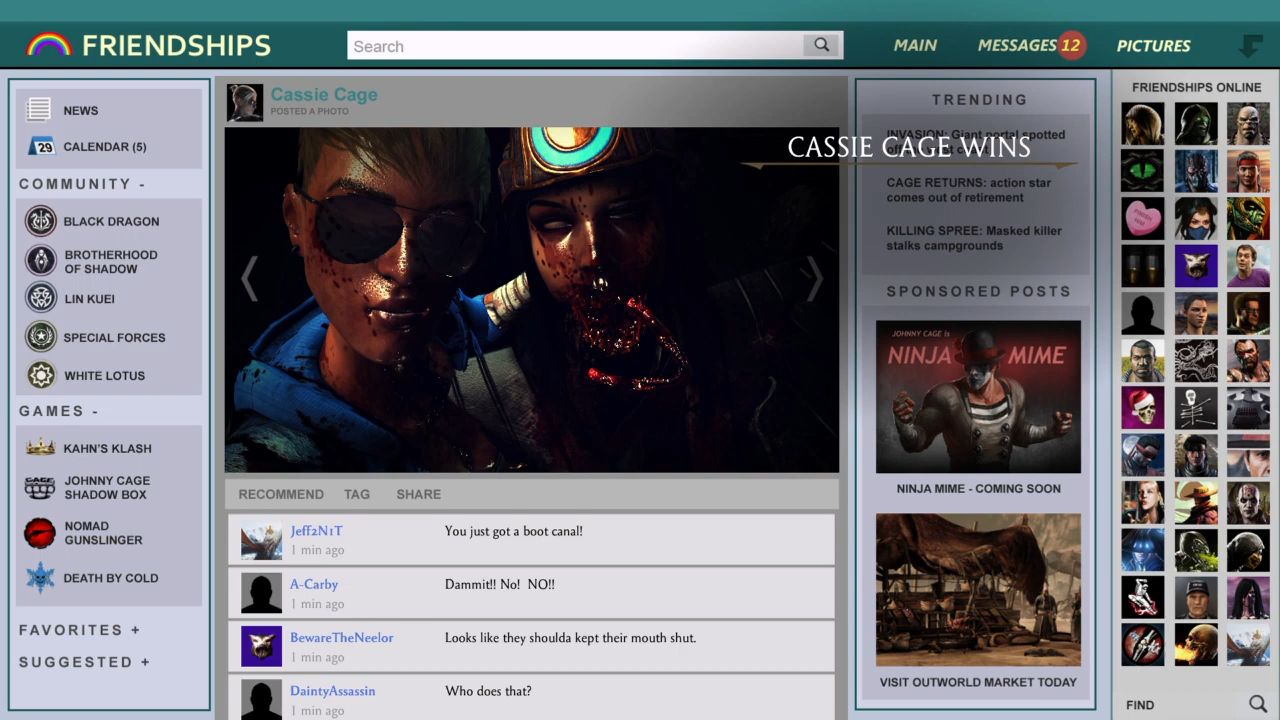 FRIENDSHIPS
Search
MAIN
MESSAGES 12
PICTURES
29
NEWS
CALENDAR (5)
COMMUNITY -
BLACK DRAGON
BROTHERHOOD
OF SHADOW
LIN KUEI
SPECIAL FORCES
WHITE LOTUS
GAMES -
KAHN'S KLASH
CAGE
JOHNNY CAGE
SHADOW BOX
NOMAD
GUNSLINGER
DEATH BY COLD
FAVORITES +
SUGGESTED +
Cassie Cage
POSTED A PHOTO
RECOMMEND
TAG
SHARE
Jeff2N1T
You just got a boot canal!
1 min ago
A-Carby
Dammit!! No! NO!!
1 min ago
BewareTheNeelor
Looks like they shoulda kept their mouth shut.
1 min ago
DaintyAssassin
Who does that?
1 min ago
TRENDING
INVASION: Giant portal spotted
CASSIE CAGE WINS
CAGE RETURNS: action star
comes out of retirement
KILLING SPREE: Masked killer
stalks campgrounds
SPONSORED POSTS
JOHNNY CAGE is
NINJA MIME
NINJA MIME - COMING SOON
VISIT OUTWORLD MARKET TODAY
FRIENDSHIPS ONLINE
FINISH
HIM
FIND